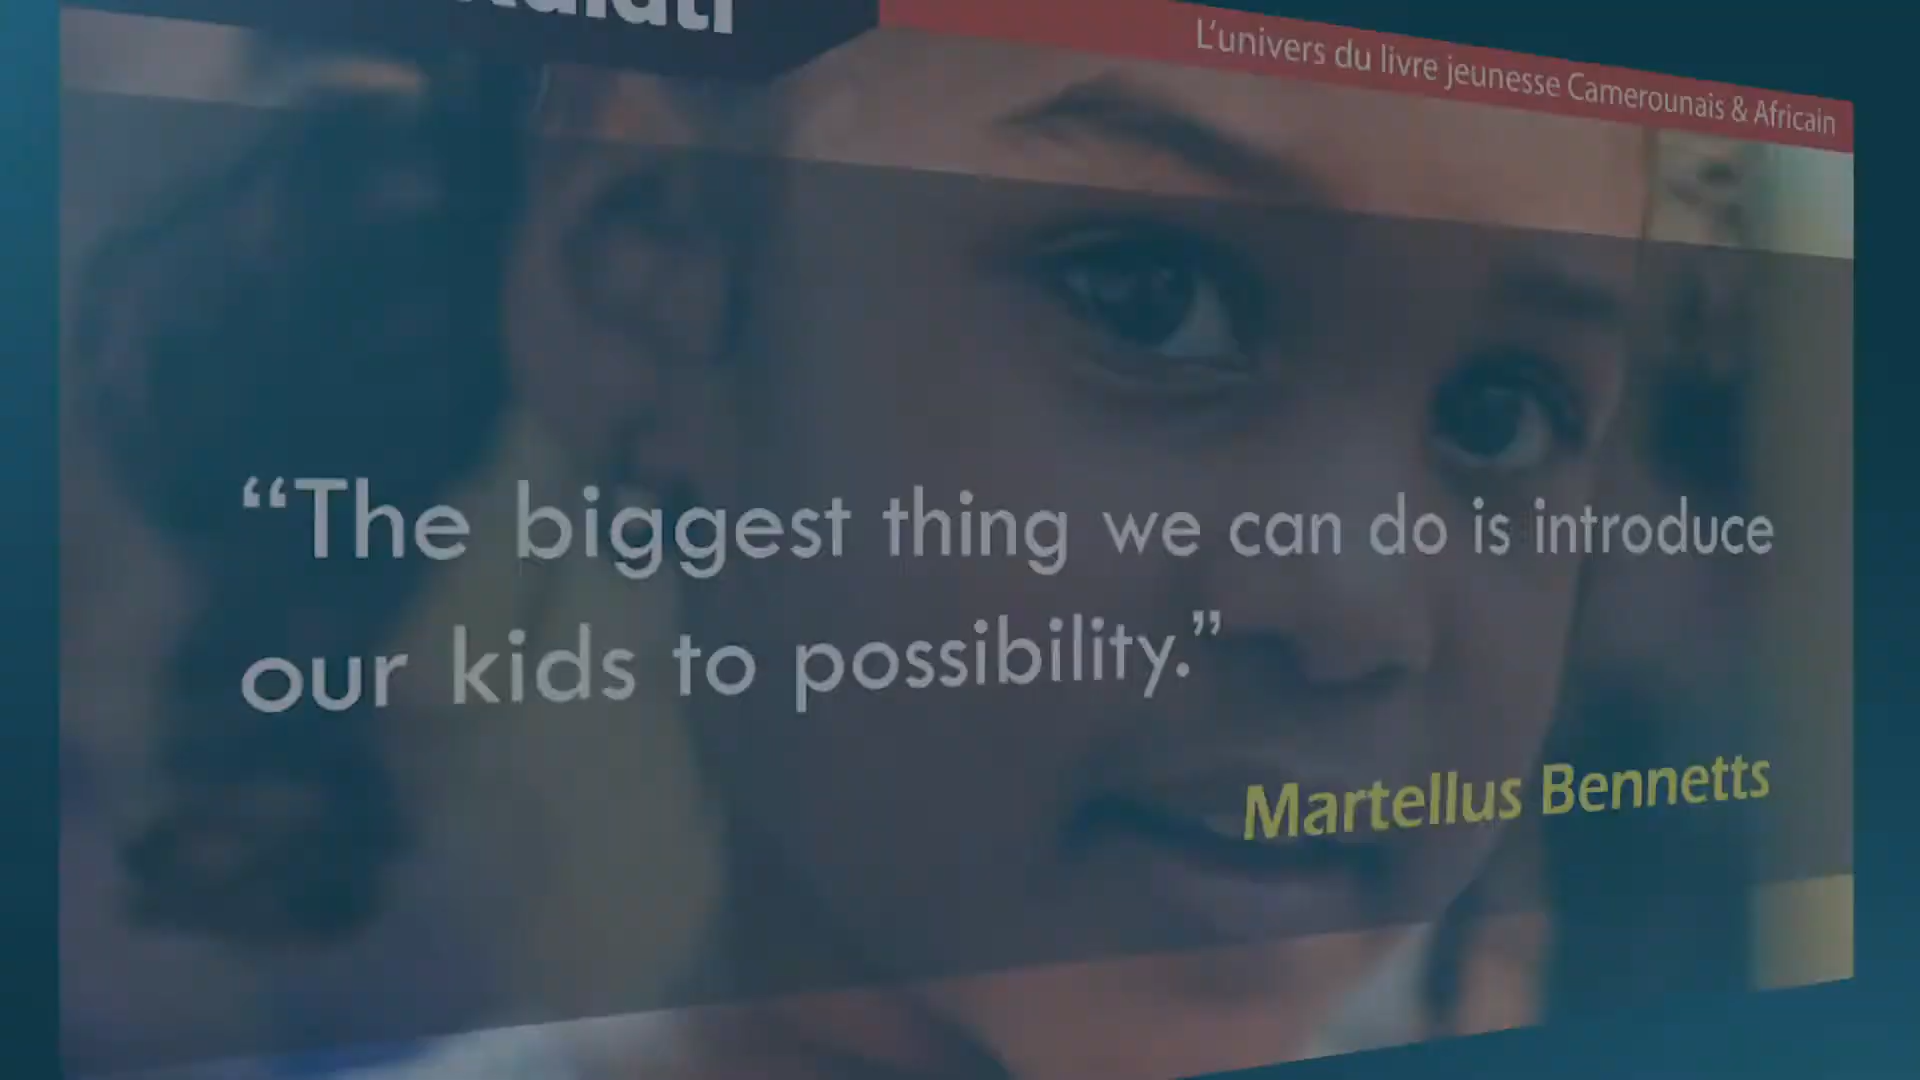 L'univers du livre jeunesse Camerounais & Africain
“The biggest thing we can do is introduce
our kids to possibility.”
Martellus Bennetts